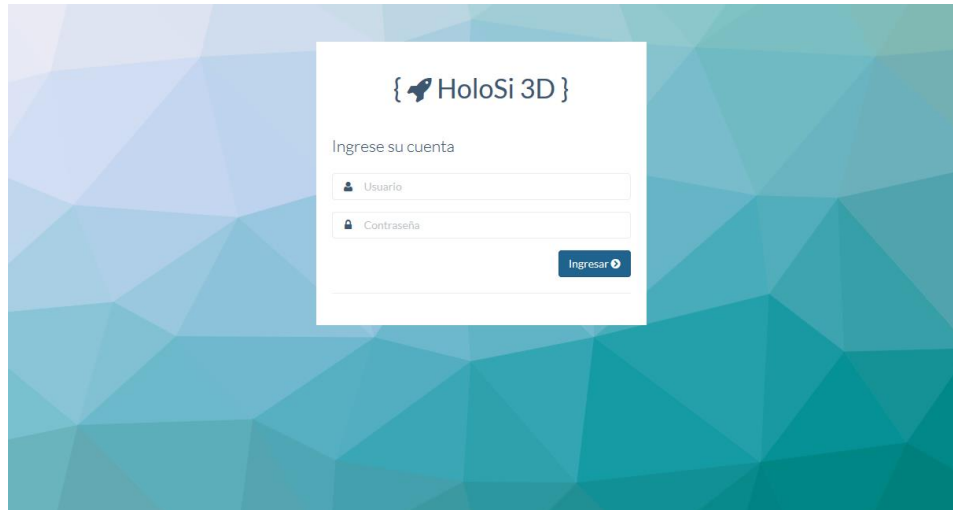 { HoloSi 3D }
Ingrese su cuenta
Usuario
Contraseña
Ingresar